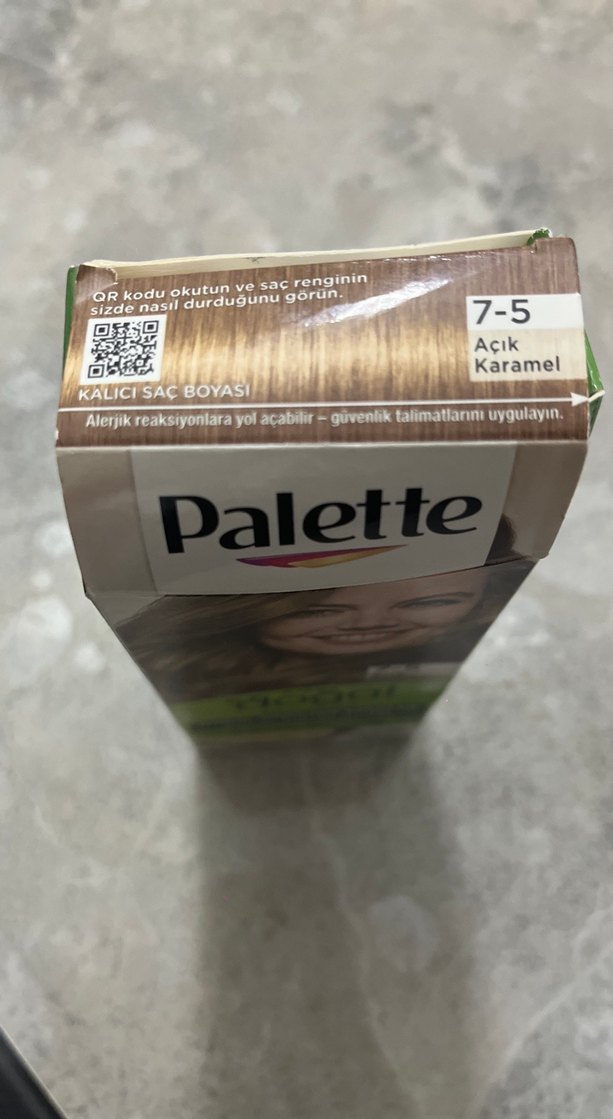 QR kodu okutun ve saç renginin
sizde nasıl durduğunu görün.
7-5
Açık
Karamel
KALICI SAÇ BOYASI
Alerjik reaksiyonlara yol açabilir – güvenlik talimatlarını uygulayın.
Palette